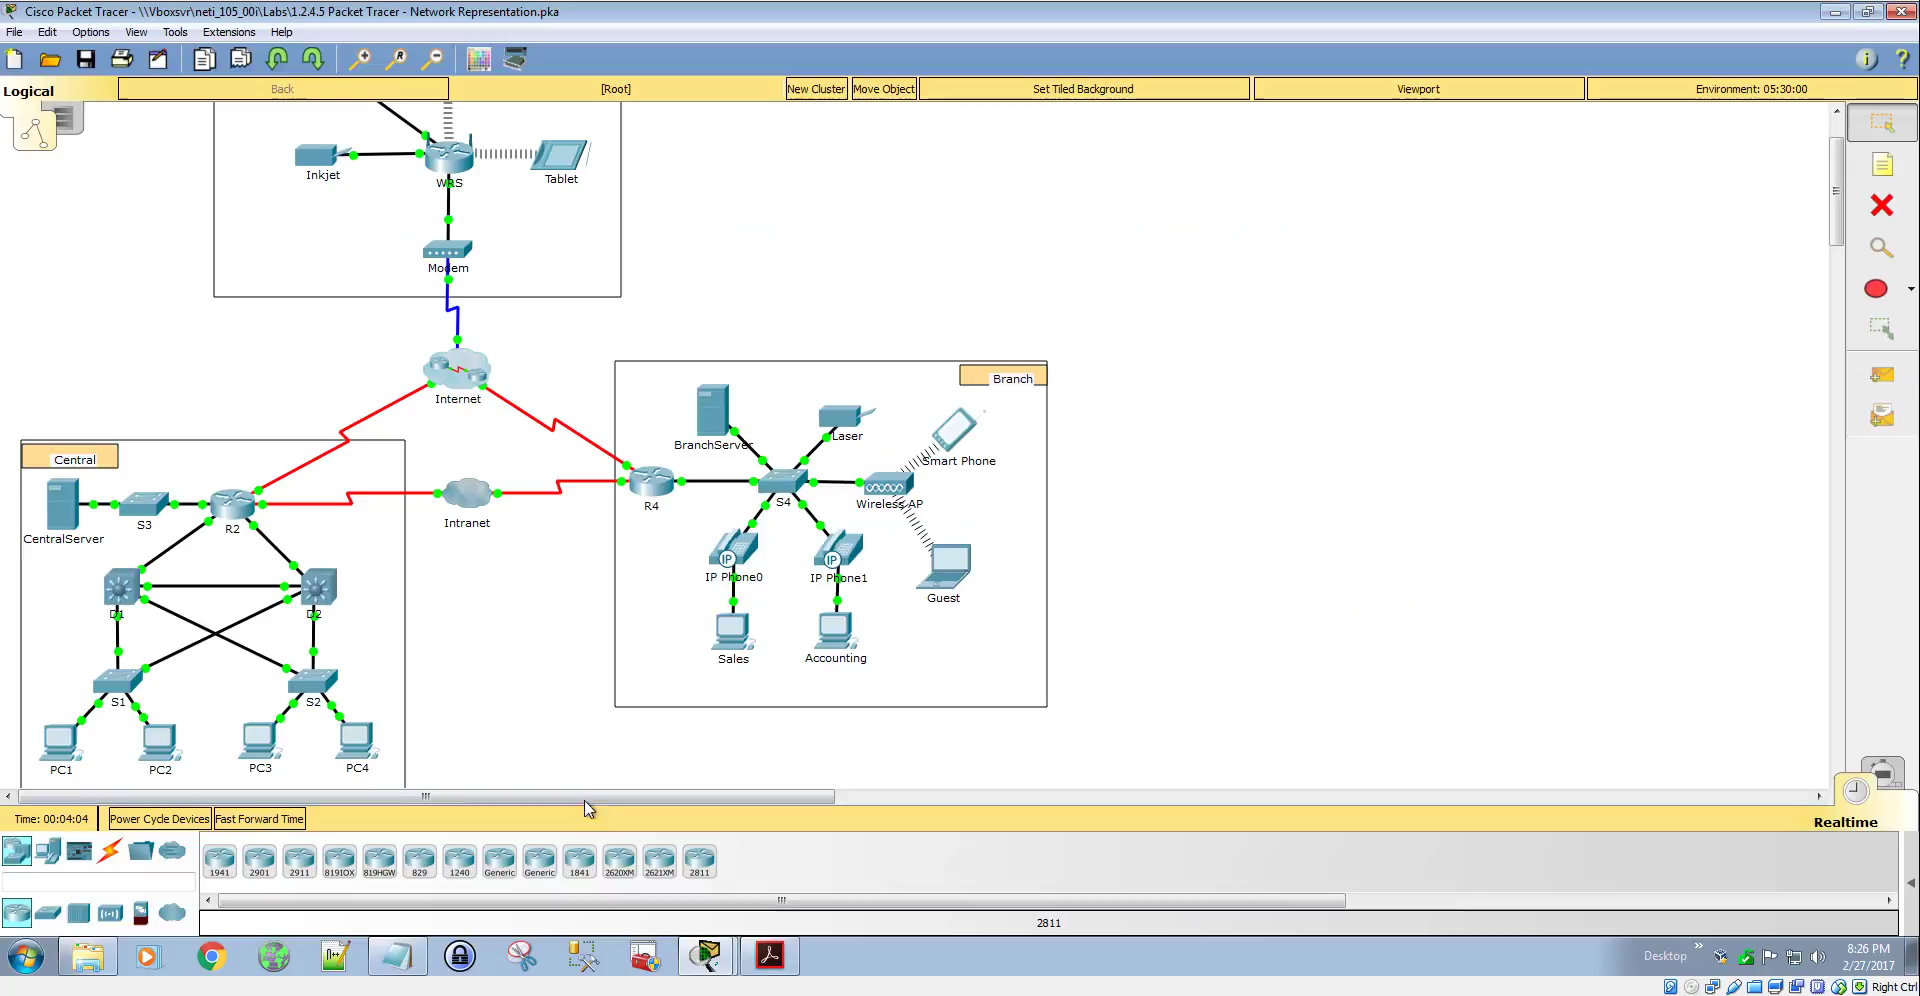 Cisco Packet Tracer - \\Vboxsvr\neti_105_00i\Labs\1.2.4.5 Packet Tracer - Network Representation.pka
File Edit Options View Tools Extensions Help
Logical Back [Root] New Cluster Move Object Set Tiled Background Viewport Environment: 05:30:00
Inkjet
WRS
Tablet
Modem
Internet
Central
CentralServer
S3
R2
D1
D2
S1
S2
PC1
PC2
PC3
PC4
Intranet
Branch
BranchServer
Laser
Smart Phone
R4
S4
Wireless AP
IP
IP Phone0
IP
IP Phone1
Guest
Sales
Accounting
Time: 00:04:04 Power Cycle Devices Fast Forward Time Realtime
1941 2901 2911 819IOX 819HGW 829 1240 Generic Generic 1841 2620XM 2621XM 2811
2811
Desktop
8:26 PM
2/27/2017
Right Ctrl